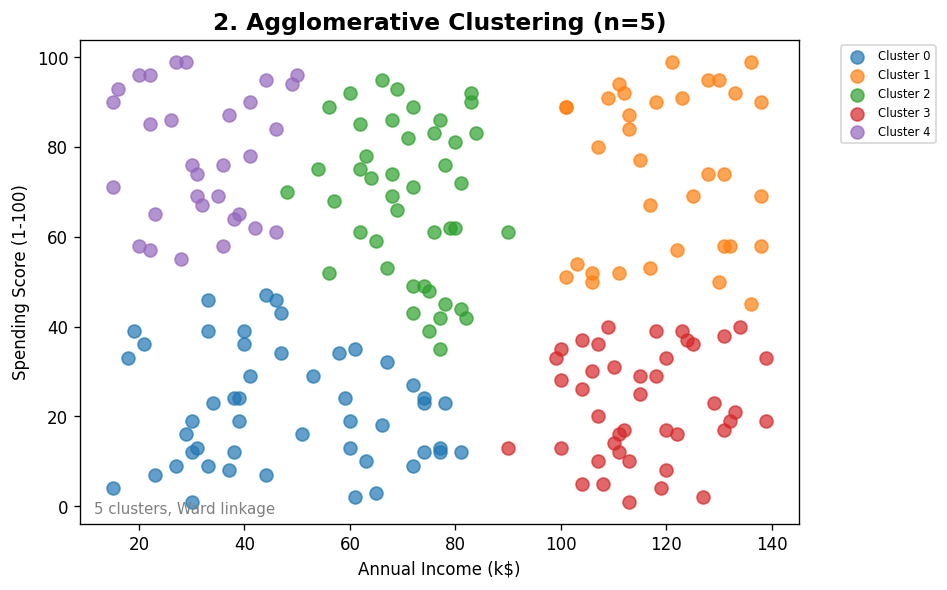 2. Agglomerative Clustering (n=5)
100
80
60
40
20
0
Spending Score (1-100)
20 40 60 80 100 120 140
Annual Income (k$)
5 clusters, Ward linkage
Cluster 0
Cluster 1
Cluster 2
Cluster 3
Cluster 4